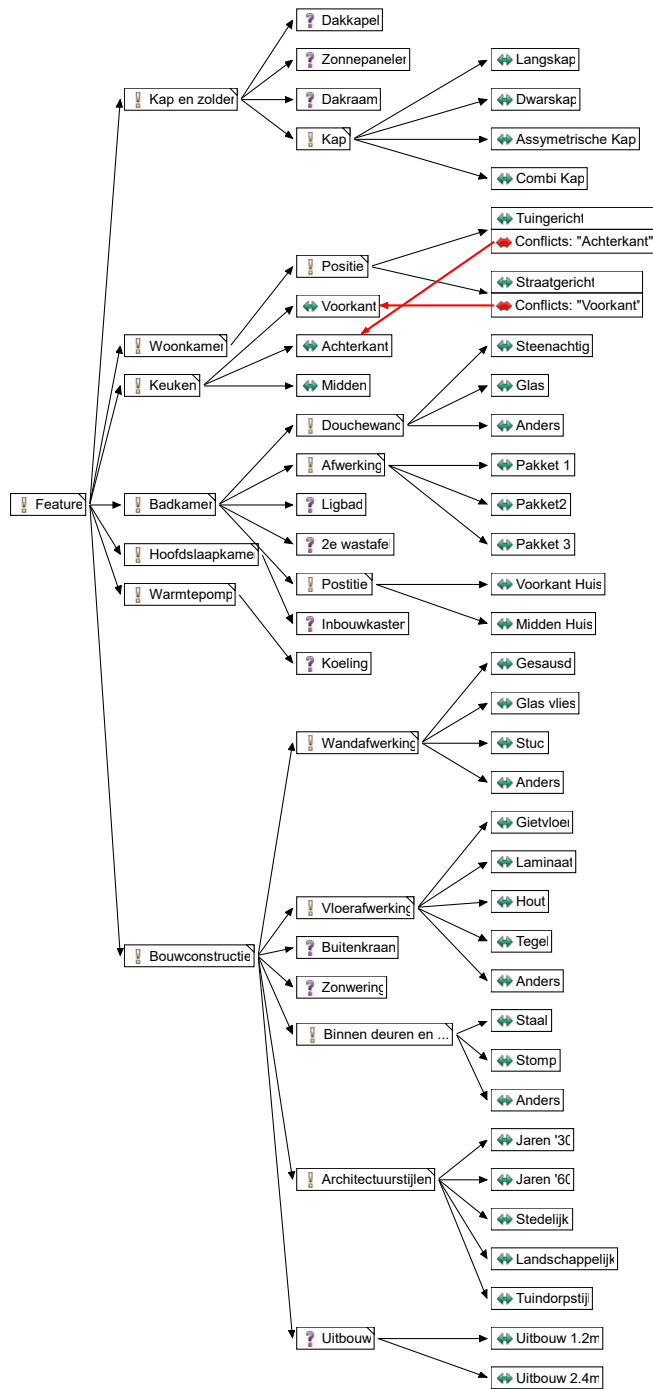 Dakkapel
Zonnepanelen
Kap en zolder
Dakraam
Kap
Langskap
Dwarskap
Assymetrische Kap
Combi Kap
Positie
Tuingericht
Conflicts: "Achterkant"
Straatgericht
Conflicts: "Voorkant"
Woonkamer
Keuken
Voorkant
Achterkant
Midden
Feature
Badkamer
Douchewand
Steenachtig
Glas
Anders
Afwerking
Pakket 1
Pakket2
Pakket 3
Ligbad
2e wastafel
Postitie
Voorkant Huis
Midden Huis
Hoofdslaapkamer
Inbouwkasten
Warmtepomp
Koeling
Bouwconstructie
Wandafwerking
Gesausd
Glas vlies
Stuc
Anders
Vloerafwerking
Gietvloer
Laminaat
Hout
Tegel
Anders
Buitenkraan
Zonwering
Binnen deuren en ...
Staal
Stomp
Anders
Architectuurstijlen
Jaren '30
Jaren '60
Stedelijk
Landschappelijk
Tuindorpstijl
Uitbouw
Uitbouw 1.2m
Uitbouw 2.4m